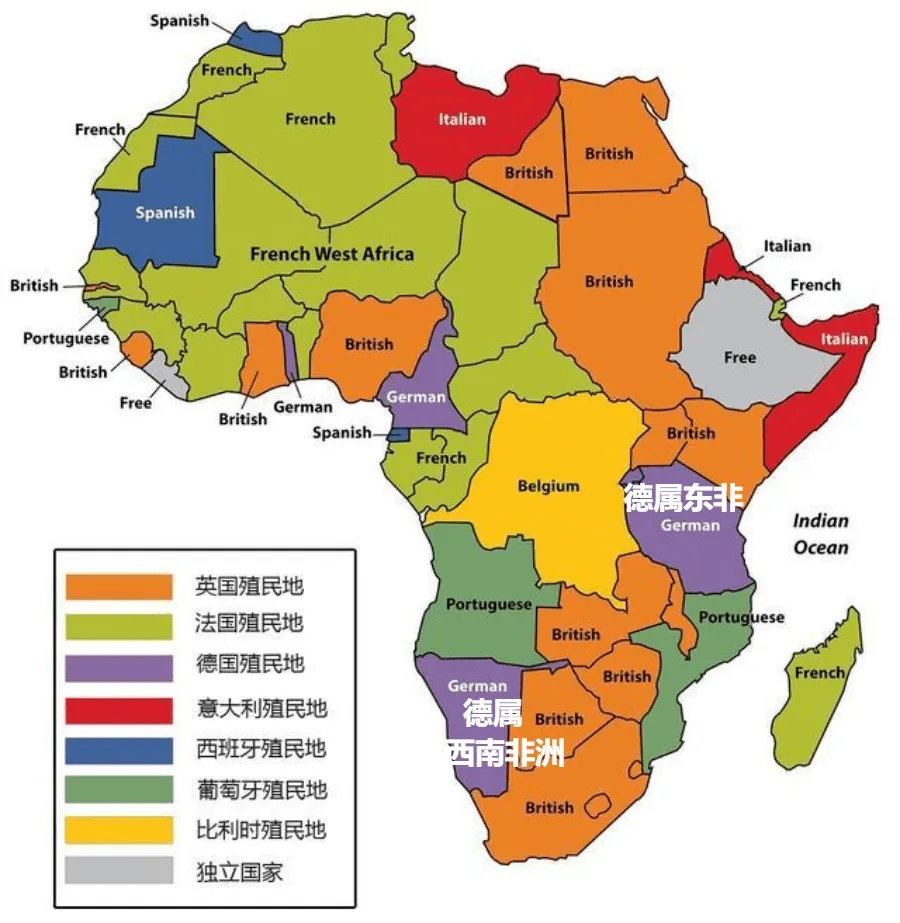 Spanish
French
French
French
Italian
British
British
Spanish
French West Africa
British
Italian
British
French
Portuguese
British
Free
British
German
British
German
Free
Italian
Spanish
French
British
Belgium
德属东非
German
Indian
Ocean
Portuguese
British
Portuguese
German
德属
西南非洲
British
British
French
British
英国殖民地
法国殖民地
德国殖民地
意大利殖民地
西班牙殖民地
葡萄牙殖民地
比利时殖民地
独立国家